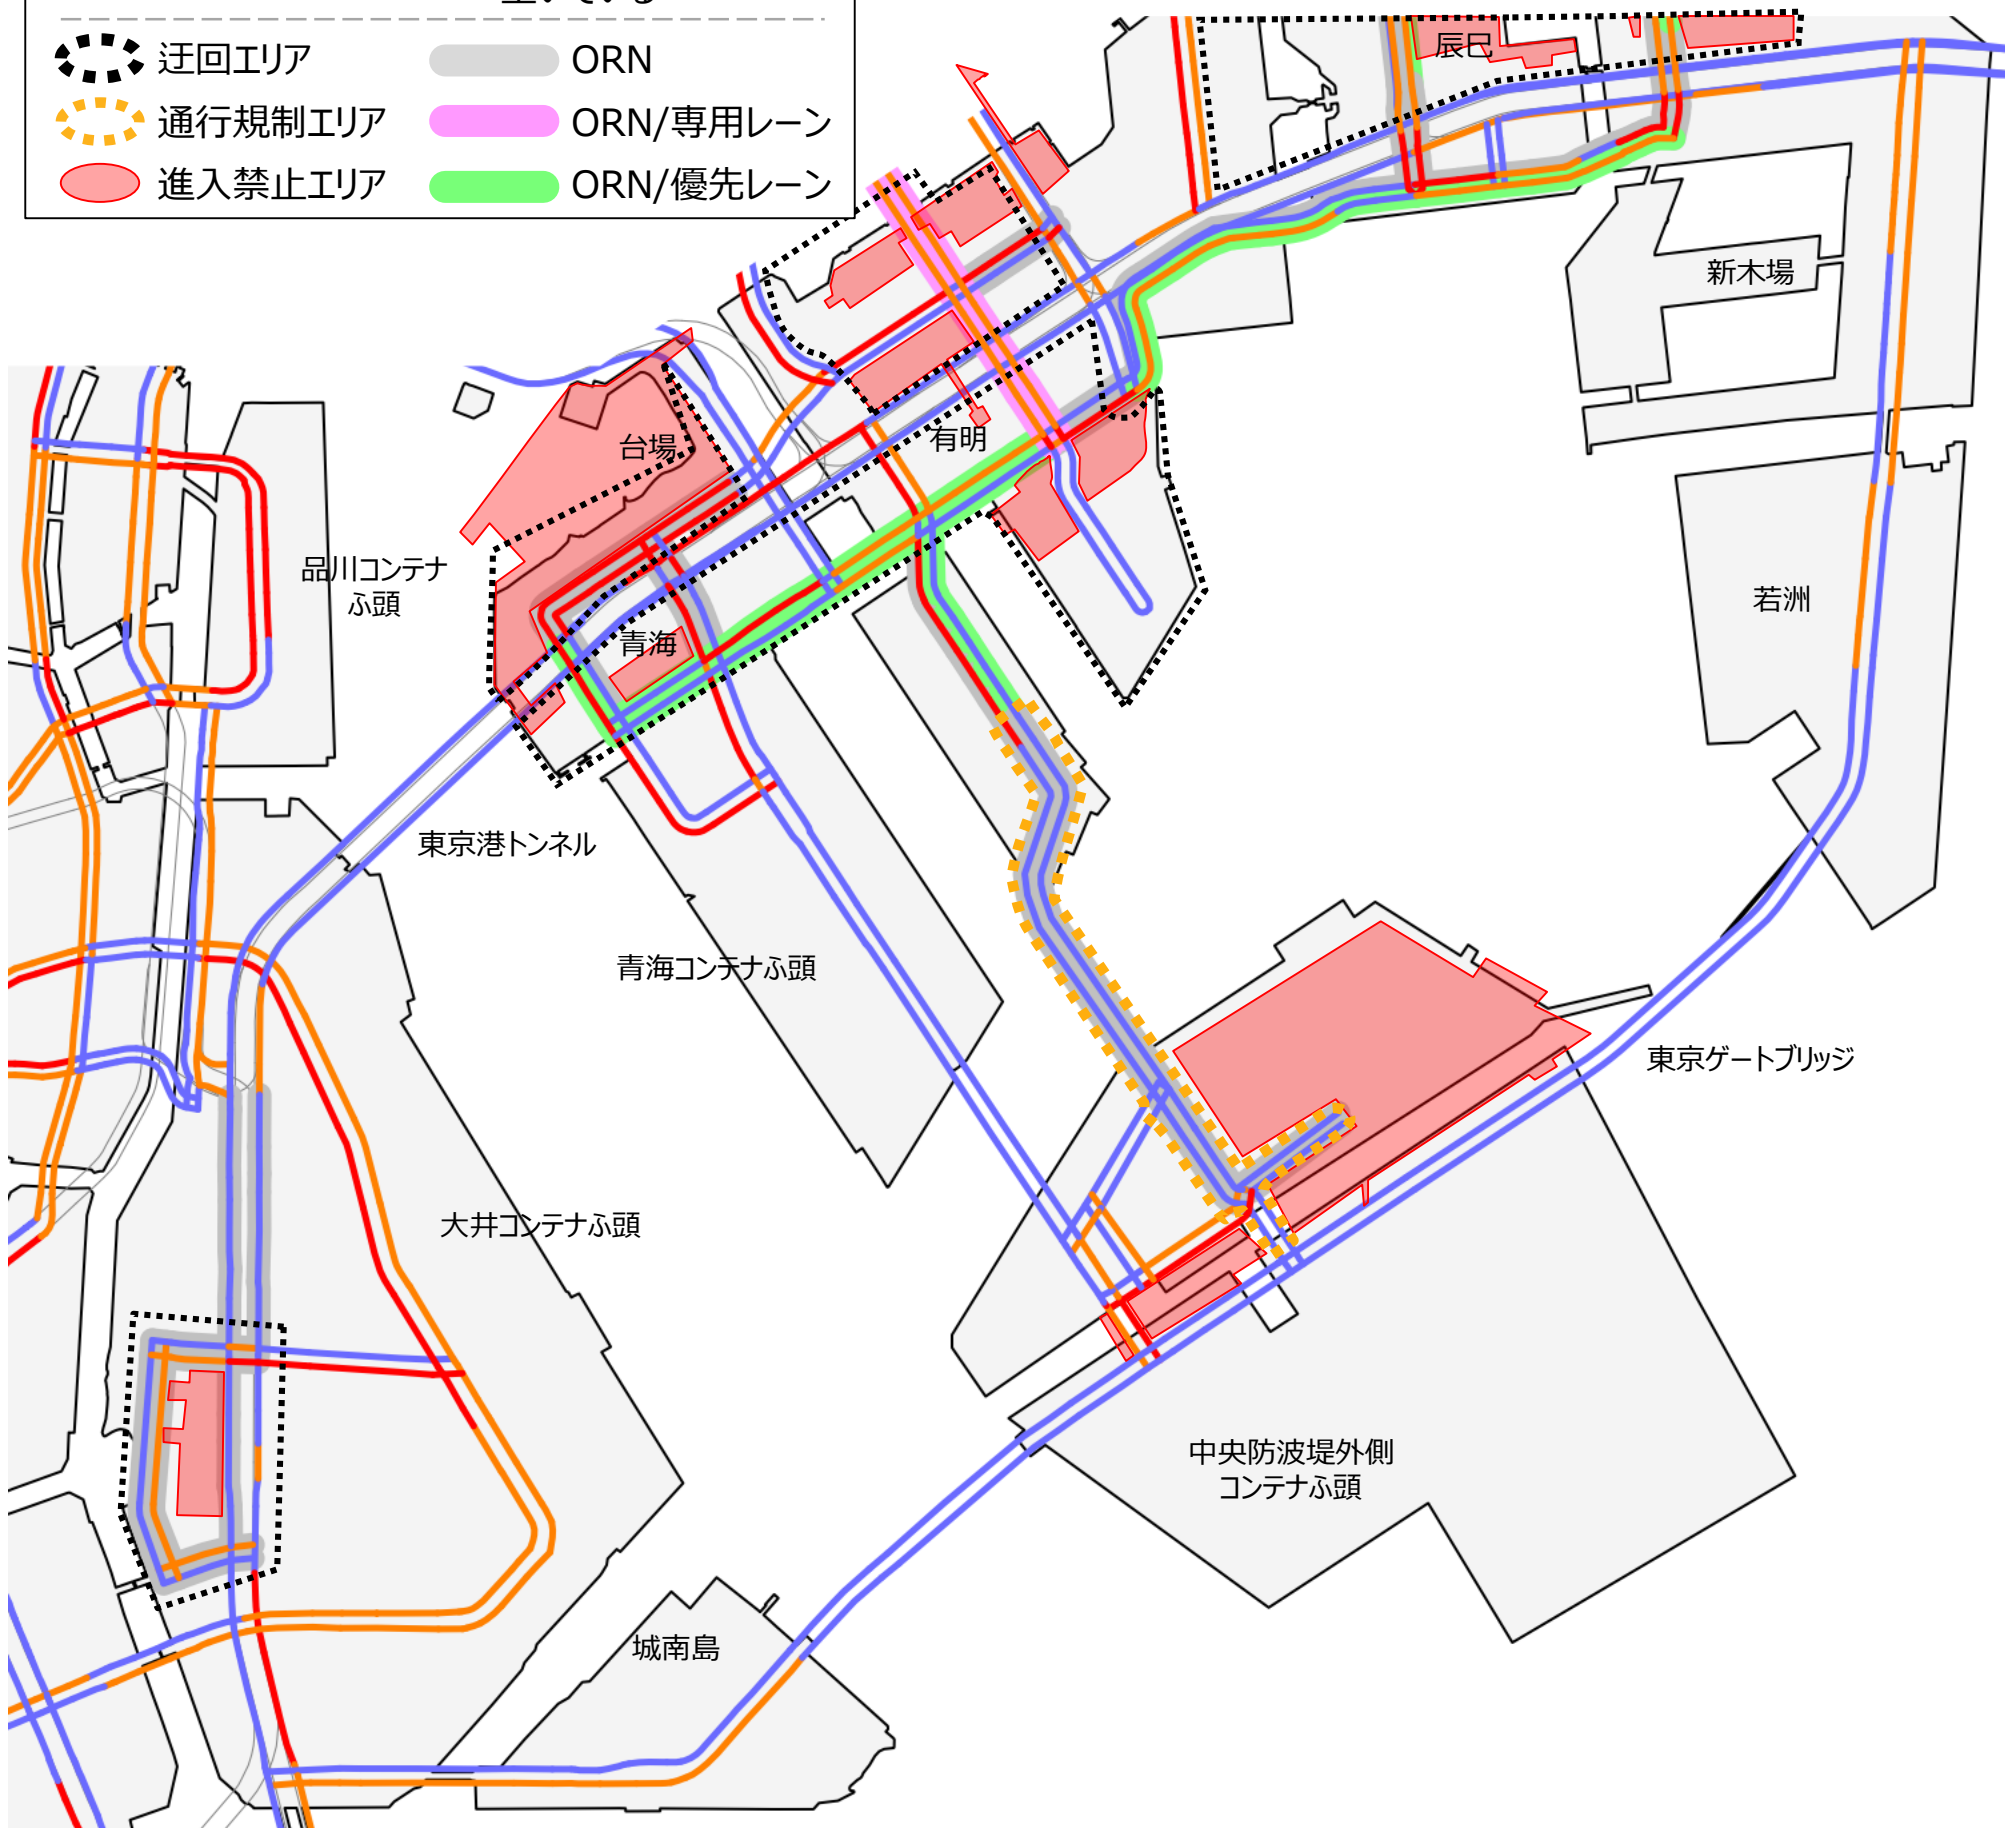 空いている
迂回エリア
ORN
通行規制エリア
ORN/専用レーン
進入禁止エリア
ORN/優先レーン
辰巳
新木場
有明
台場
品川コンテナ
ふ頭
青海
若洲
東京港トンネル
青海コンテナふ頭
東京ゲートブリッジ
大井コンテナふ頭
中央防波堤外側
コンテナふ頭
城南島